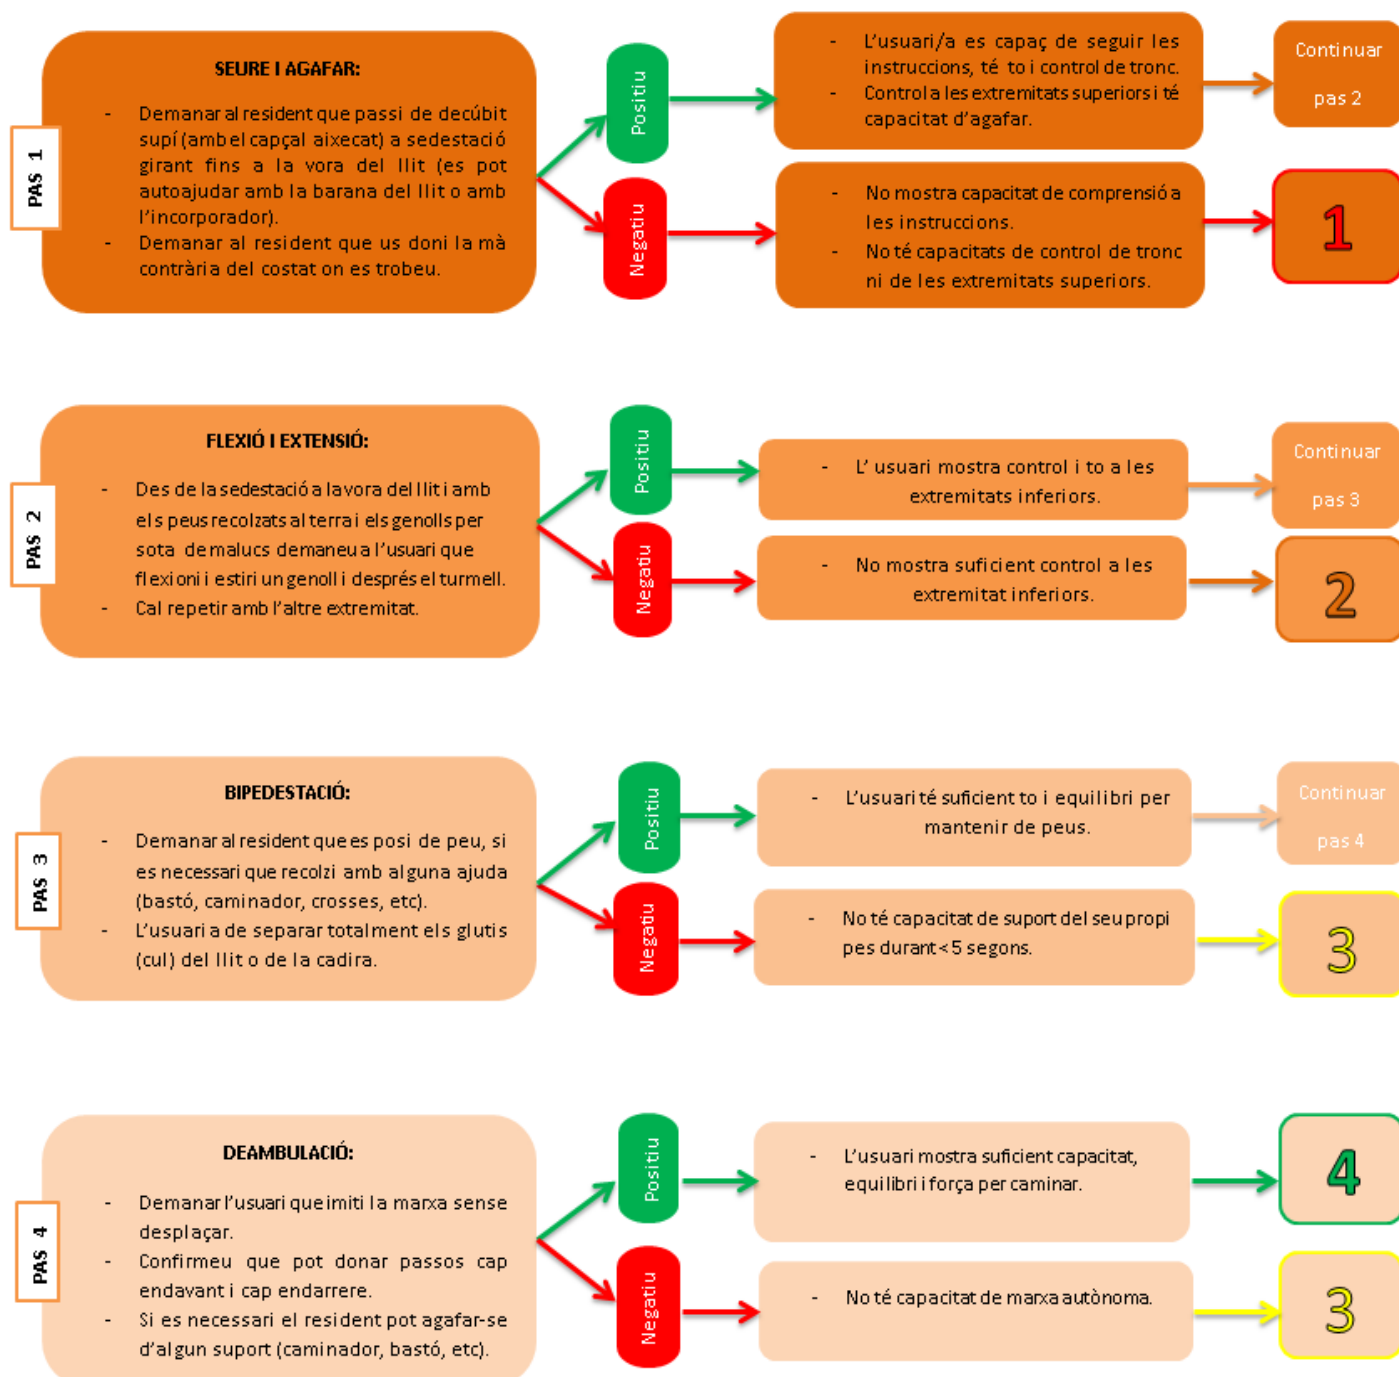 PAS 1
SEURE I AGAFAR:
- Demanar al resident que passi de decúbit
supí (amb el capçal aixecat) a sedestació
girant fins a la vora del llit (es pot
autoajudar amb la barana del llit o amb
l'incorporador).
- Demanar al resident que us doni la mà
contrària del costat on es trobeu.
Positiu
- L'usuari/a es capaç de seguir les
instruccions, té to i control de tronc.
- Control a les extremitats superiors i té
capacitat d'agafar.
Continuar
pas 2
Negatiu
- No mostra capacitat de comprensió a
les instruccions.
- No té capacitats de control de tronc
ni de les extremitats superiors.
1
PAS 2
FLEXIÓ I EXTENSIÓ:
- Des de la sedestació a la vora del llit i amb
els peus recolzats al terra i els genolls per
sota de malucs demaneu a l'usuari que
flexioni i estiri un genoll i després el turmell.
- Cal repetir amb l'altre extremitat.
Positiu
- L' usuari mostra control i to a les
extremitats inferiors.
Continuar
pas 3
Negatiu
- No mostra suficient control a les
extremitat inferiors.
2
PAS 3
BIPEDESTACIÓ:
- Demanar al resident que es posi de peu, si
es necessari que recolzi amb alguna ajuda
(bastó, caminador, crosses, etc).
- L'usuari a de separar totalment els glutis
(cul) del llit o de la cadira.
Positiu
- L'usuari té suficient to i equilibri per
mantenir de peus.
Continuar
pas 4
Negatiu
- No té capacitat de suport del seu propi
pes durant < 5 segons.
3
PAS 4
DEAMBULACIÓ:
- Demanar l'usuari que imiti la marxa sense
desplaçar.
- Confirmeu que pot donar passos cap
endavant i cap endarrere.
- Si es necessari el resident pot agafar-se
d'algun suport (caminador, bastó, etc).
Positiu
- L'usuari mostra suficient capacitat,
equilibri i força per caminar.
4
Negatiu
- No té capacitat de marxa autònoma.
3